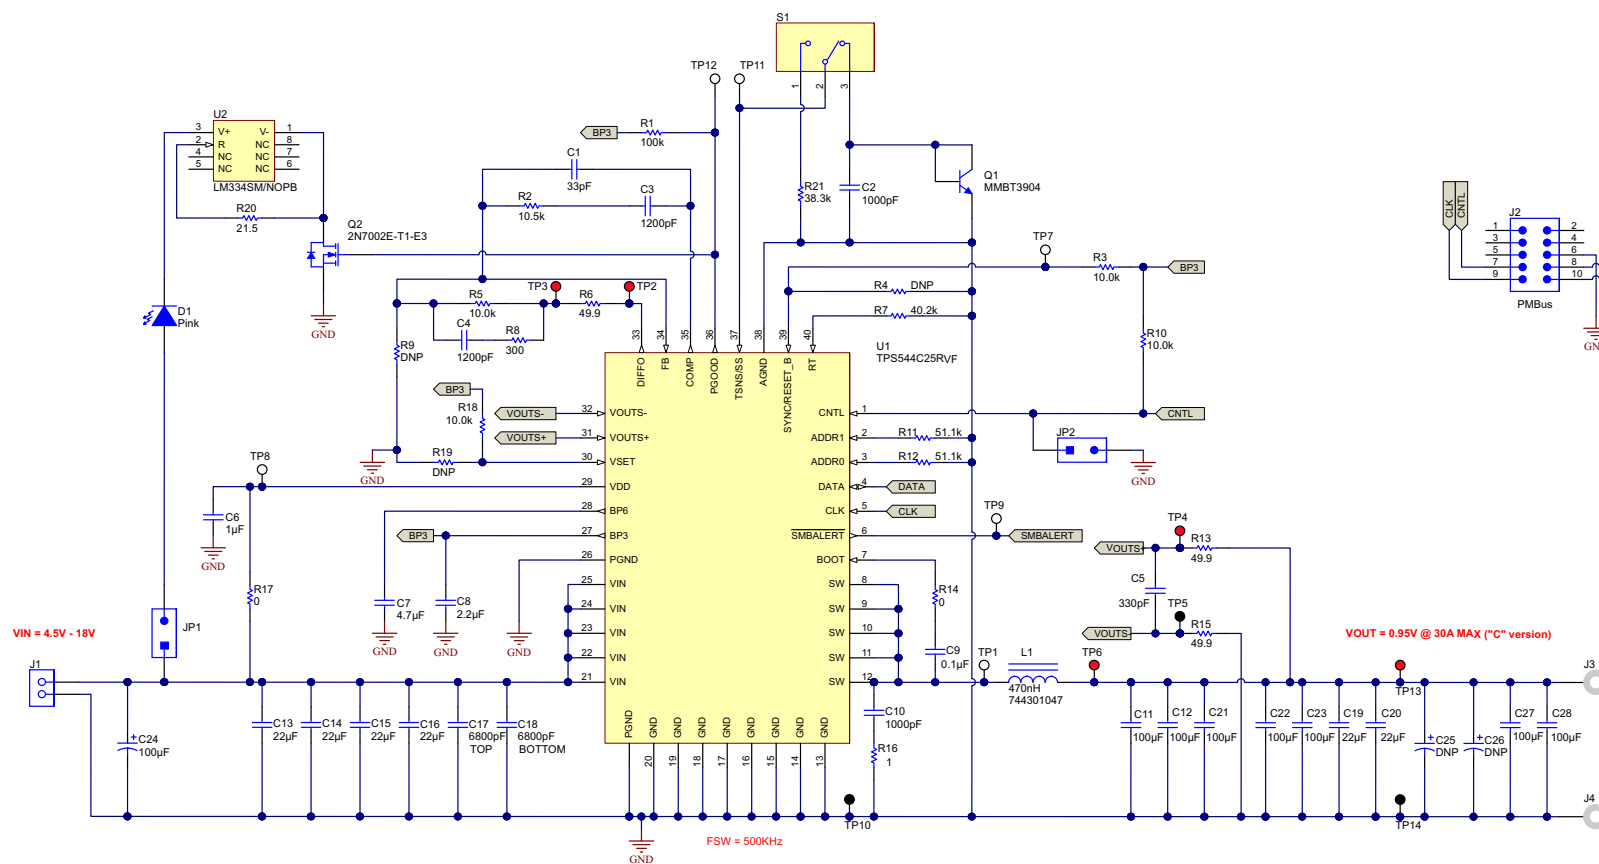 S1
TP12
TP11
1
2
3
U2
3
V+
V-
1
2
R
NC
8
4
NC
NC
7
5
NC
NC
6
LM334SM/NOPB
R20
21.5
BP3
R1
100k
C1
33pF
R2
10.5k
C3
1200pF
Q2
2N7002E-T1-E3
GND
R21
38.3k
C2
1000pF
Q1
MMBT3904
CLK
CNTL
J2
1
2
3
4
5
6
7
8
9
10
PMBus
GND
TP7
R3
10.0k
BP3
R4
DNP
R7
40.2k
R10
10.0k
D1
Pink
TP3
TP2
R5
10.0k
R6
49.9
C4
1200pF
R8
300
R9
DNP
33
34
35
36
37
38
39
40
U1
TPS544C25RVF
DIFFO
FB
COMP
PGOOD
TSNS/SS
AGND
SYNC/RESET_B
RT
BP3
R18
10.0k
VOUTS-
32
VOUTS-
VOUTS+
31
VOUTS+
R19
DNP
30
VSET
GND
CNTL
1
CNTL
ADDR1
2
R11
51.1k
ADDR0
3
R12
51.1k
JP2
GND
TP8
29
VDD
DATA
4
DATA
28
BP6
CLK
5
CLK
C6
1µF
GND
BP3
27
BP3
SMBALERT
6
TP9
SMBALERT
26
PGND
BOOT
7
25
VIN
SW
8
24
VIN
SW
9
23
VIN
SW
10
22
VIN
SW
11
21
VIN
SW
12
R17
0
C7
4.7µF
GND
C8
2.2µF
GND
GND
R14
0
C9
0.1µF
TP4
VOUTS
R13
49.9
C5
330pF
TP5
VOUTS-
R15
49.9
JP1
VIN = 4.5V - 18V
VOUT = 0.95V @ 30A MAX ("C" version)
J1
TP1
L1
470nH
744301047
TP6
TP13
J3
C24
100µF
C13
22µF
C14
22µF
C15
22µF
C16
22µF
C17
6800pF
TOP
C18
6800pF
BOTTOM
PGND
GND
GND
GND
GND
GND
GND
GND
GND
20
19
18
17
16
15
14
13
C10
1000pF
R16
1
C11
100µF
C12
100µF
C21
100µF
C22
100µF
C23
100µF
C19
22µF
C20
22µF
C25
DNP
C26
DNP
C27
100µF
C28
100µF
TP10
TP14
J4
GND
FSW = 500KHz